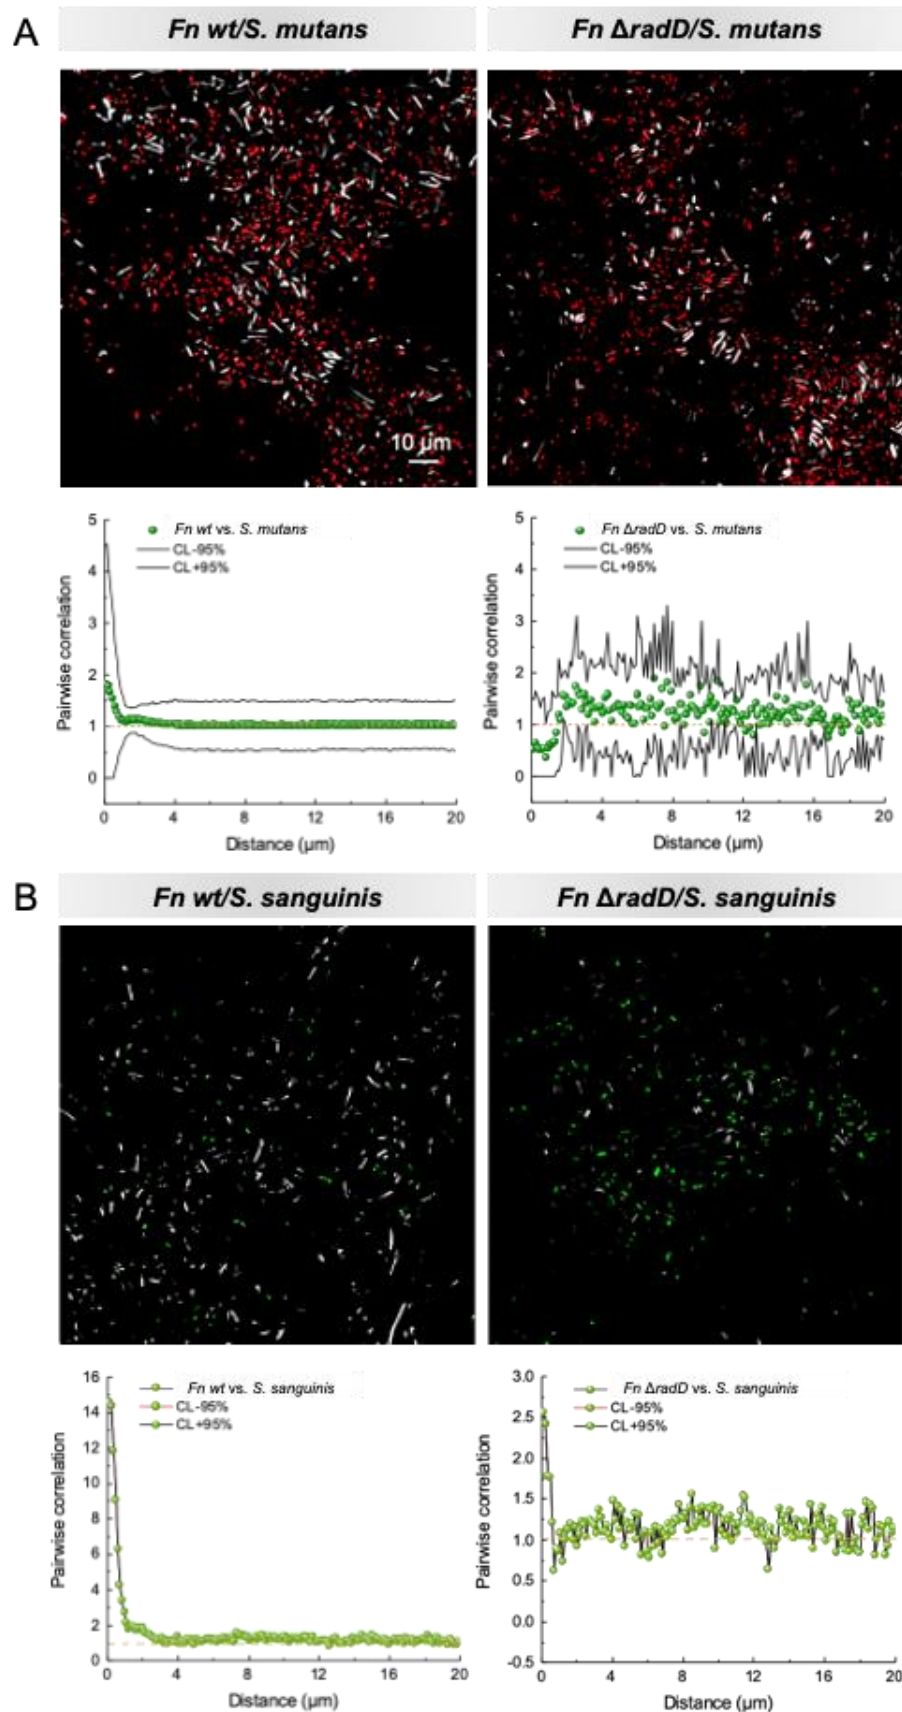 A
Fn wt/S. mutans
Fn ΔradD/S. mutans
10 µm
Pairwise correlation
5
4
3
2
1
0
Fn wt vs. S. mutans
CL-95%
CL+95%
0 4 8 12 16 20
Distance (µm)
Pairwise correlation
5
4
3
2
1
0
Fn ΔradD vs. S. mutans
CL-95%
CL+95%
0 4 8 12 16 20
Distance (µm)
B
Fn wt/S. sanguinis
Fn ΔradD/S. sanguinis
Pairwise correlation
16
14
12
10
8
6
4
2
0
Fn wt vs. S. sanguinis
CL-95%
CL+95%
0 4 8 12 16 20
Distance (µm)
Pairwise correlation
3.0
2.5
2.0
1.5
1.0
0.5
0.0
-0.5
Fn ΔradD vs. S. sanguinis
CL-95%
CL+95%
0 4 8 12 16 20
Distance (µm)